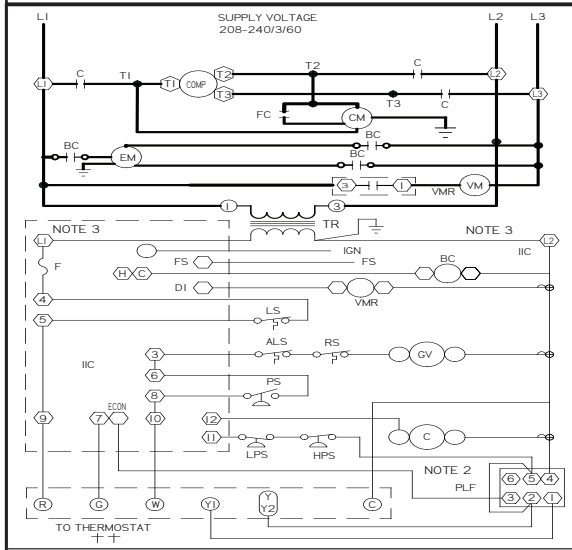 L1 SUPPLY VOLTAGE L2 L3
208-240/3/60
T2 C
C T1 T1 COMP T2 L2
L1 T3 L3
FC CM T3 C
BC BC
EM BC
3 1 VMR VM
1 3
TR
NOTE 3 NOTE 3
L1 IGN L2
IIC
F FS FS BC
H C
DI VMR
4 LS
5
ALS RS
3 GV
IIC 6 PS
8
ECON
9 7 10 12 C
11
LPS HPS
NOTE 2
6 5 4
PLF 3 2 1
R G W Y1 Y Y2 C
TO THERMOSTAT
++